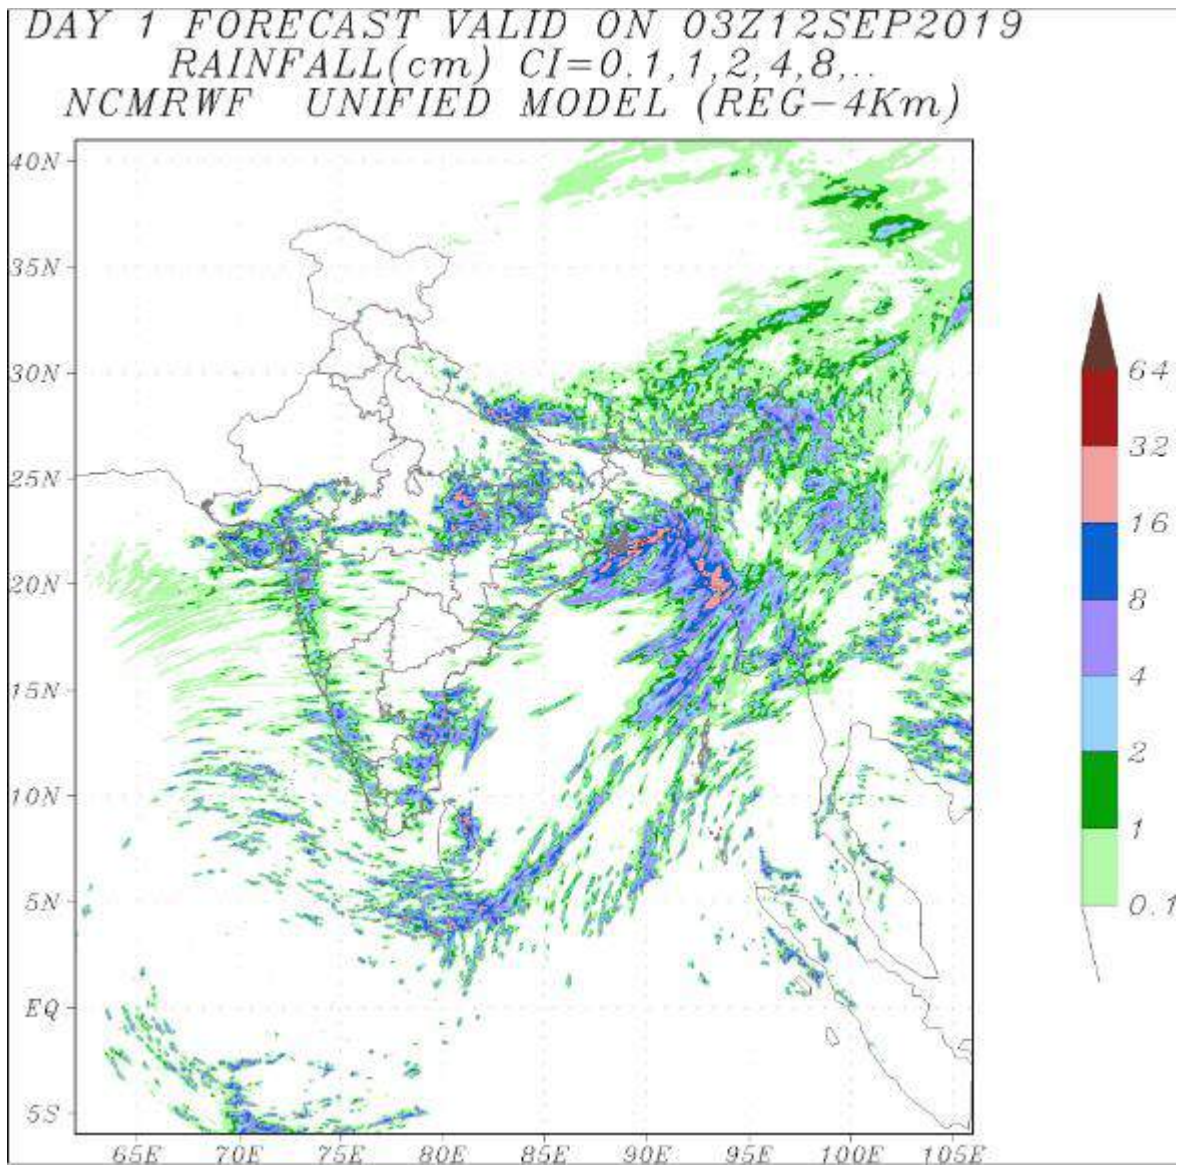 DAY 1 FORECAST VALID ON 03Z12SEP2019
RAINFALL(cm) CI=0.1,1,2,4,8,..
NCMRWF UNIFIED MODEL (REG-4Km)
40N
35N
30N
25N
20N
15N
10N
5N
EQ
5S
65E 70E 75E 80E 85E 90E 95E 100E 105E
64
32
16
8
4
2
1
0.1